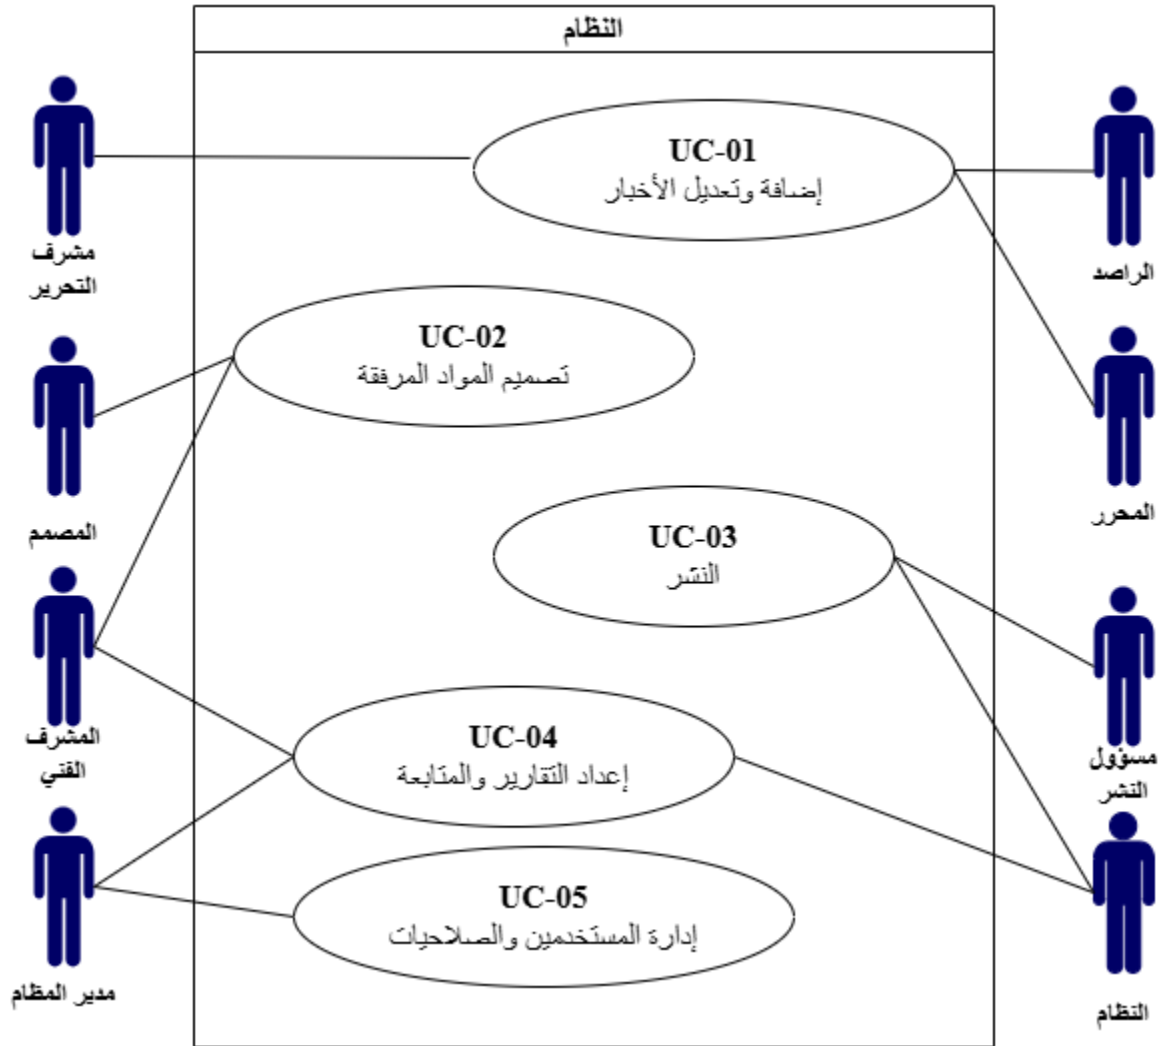 النظام
UC-01
إضافة وتعديل الأخبار
مشرف
التحرير
الراصد
UC-02
تصميم المواد المرفقة
المصمم
المحرر
UC-03
النشر
المشرف
الفني
مسؤول
النشر
UC-04
إعداد التقارير والمتابعة
UC-05
إدارة المستخدمين والصلاحيات
مدير المظام
النظام